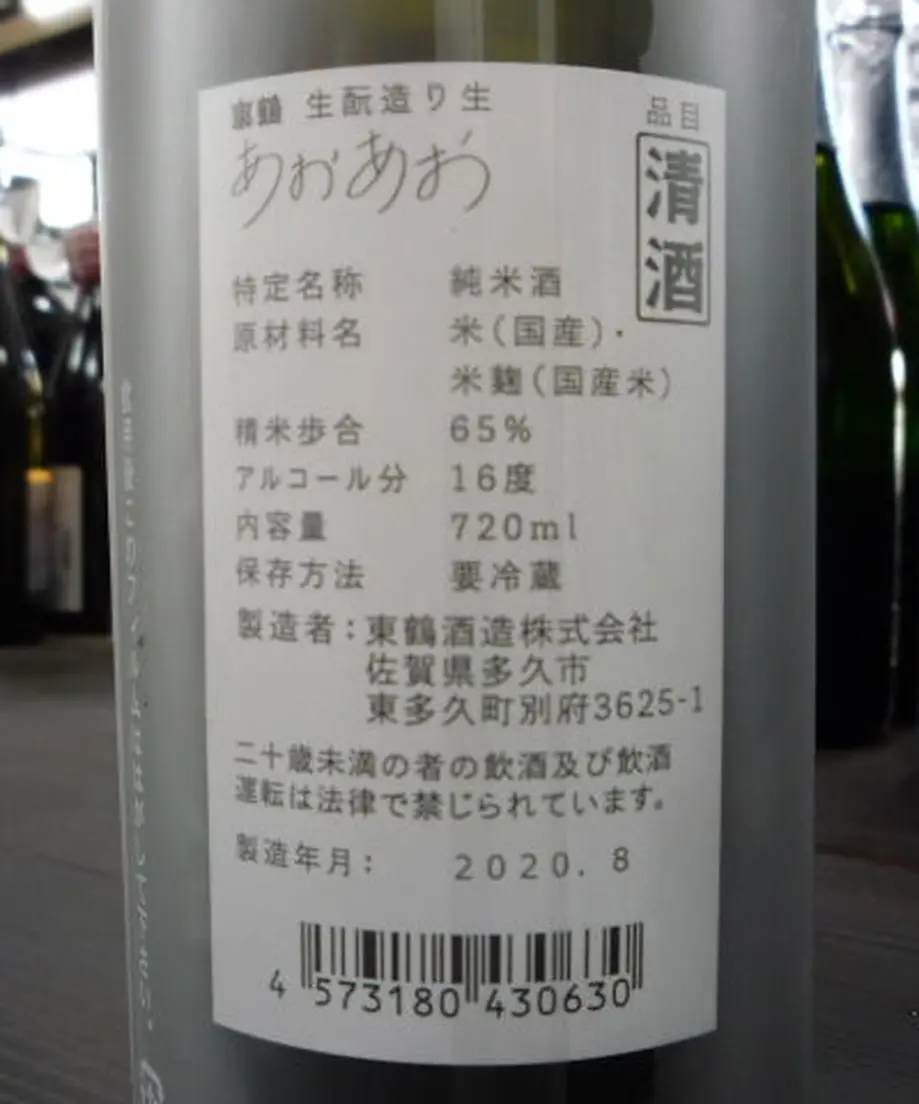 東鶴 生酛造り生
あおあお
品目
清酒
特定名称 純米酒
原材料名 米(国産)・
米麹(国産米)
精米歩合 65%
アルコール分 16度
内容量 720ml
保存方法 要冷蔵
製造者:東鶴酒造株式会社
佐賀県多久市
東多久町別府3625-1
二十歳未満の者の飲酒及び飲酒
運転は法律で禁じられています。
製造年月: 2020. 8
4 573180 430630